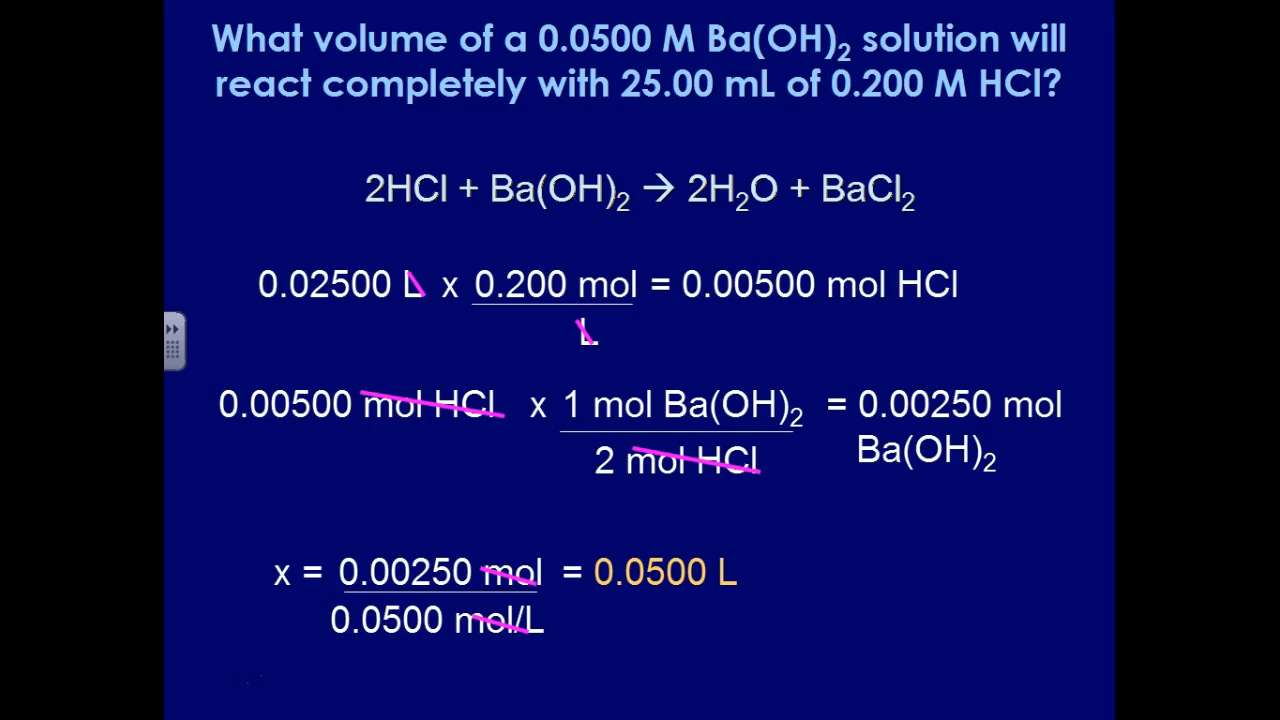 What volume of a 0.0500 M Ba(OH)₂ solution will
react completely with 25.00 mL of 0.200 M HCl?
2HCl + Ba(OH)₂ → 2H₂O + BaCl₂
0.02500 L x 0.200 mol = 0.00500 mol HCl
L
0.00500 mol HCl x 1 mol Ba(OH)₂ = 0.00250 mol
2 mol HCl Ba(OH)₂
x = 0.00250 mol = 0.0500 L
0.0500 mol/L